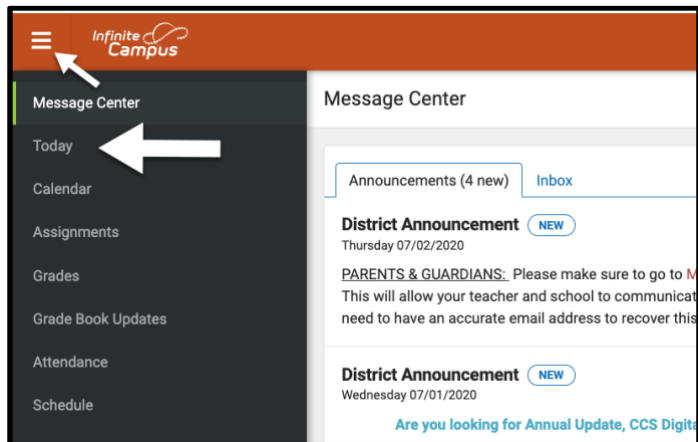 Infinite
Campus
Message Center
Today
Calendar
Assignments
Grades
Grade Book Updates
Attendance
Schedule
Message Center
Announcements (4 new) Inbox
District Announcement NEW
Thursday 07/02/2020
PARENTS & GUARDIANS: Please make sure to go to M
This will allow your teacher and school to communicat
need to have an accurate email address to recover this
District Announcement NEW
Wednesday 07/01/2020
Are you looking for Annual Update, CCS Digit